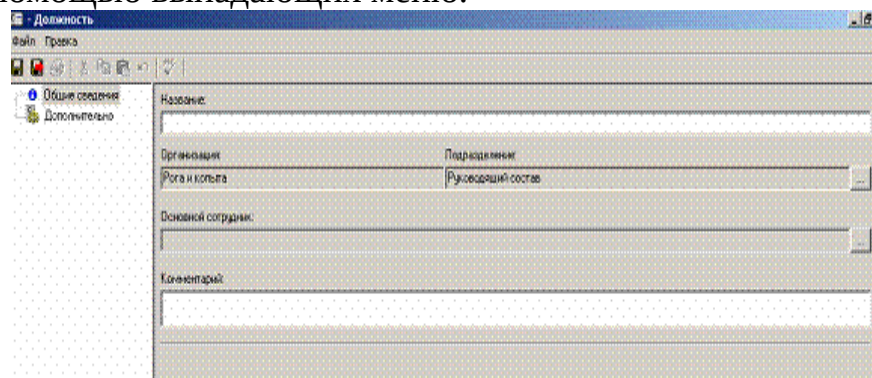 помощью выпадающих меню.
- Должность
Файл Правка
Общие сведения
Дополнительно
Название:
Организация: Подразделение:
Рога и копыта Руководящий состав ...
Основной сотрудник:
...
Комментарий: